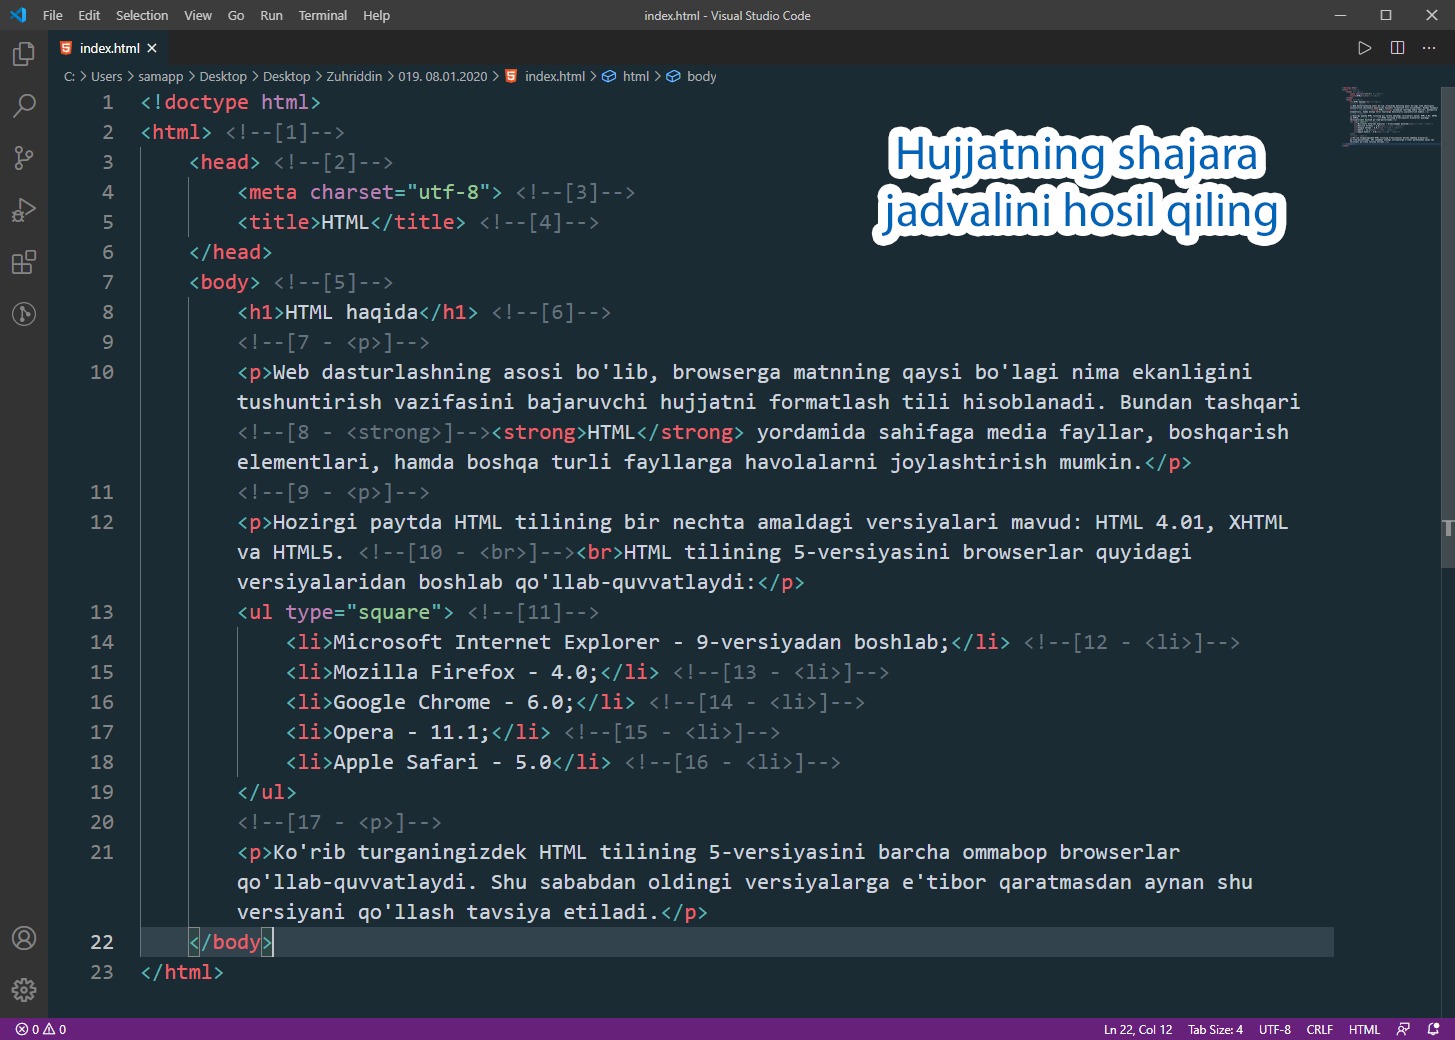 File Edit Selection View Go Run Terminal Help
index.html - Visual Studio Code
index.html
C: > Users > samapp > Desktop > Desktop > Zuhriddin > 019. 08.01.2020 > index.html > html > body
Hujjatning shajara
jadvalini hosil qiling
1 <!doctype html>
2 <html> <!--[1]-->
3 <head> <!--[2]-->
4 <meta charset="utf-8"> <!--[3]-->
5 <title>HTML</title> <!--[4]-->
6 </head>
7 <body> <!--[5]-->
8 <h1>HTML haqida</h1> <!--[6]-->
9 <!--[7 - <p>]-->
10 <p>Web dasturlashning asosi bo'lib, browserga matnning qaysi bo'lagi nima ekanligini
tushuntirish vazifasini bajaruvchi hujjatni formatlash tili hisoblanadi. Bundan tashqari
<!--[8 - <strong>]--><strong>HTML</strong> yordamida sahifaga media fayllar, boshqarish
elementlari, hamda boshqa turli fayllarga havolalarni joylashtirish mumkin.</p>
11 <!--[9 - <p>]-->
12 <p>Hozirgi paytda HTML tilining bir nechta amaldagi versiyalari mavud: HTML 4.01, XHTML
va HTML5. <!--[10 - <br>]--><br>HTML tilining 5-versiyasini browserlar quyidagi
versiyalaridan boshlab qo'llab-quvvatlaydi:</p>
13 <ul type="square"> <!--[11]-->
14 <li>Microsoft Internet Explorer - 9-versiyadan boshlab;</li> <!--[12 - <li>]-->
15 <li>Mozilla Firefox - 4.0;</li> <!--[13 - <li>]-->
16 <li>Google Chrome - 6.0;</li> <!--[14 - <li>]-->
17 <li>Opera - 11.1;</li> <!--[15 - <li>]-->
18 <li>Apple Safari - 5.0</li> <!--[16 - <li>]-->
19 </ul>
20 <!--[17 - <p>]-->
21 <p>Ko'rib turganingizdek HTML tilining 5-versiyasini barcha ommabop browserlar
qo'llab-quvvatlaydi. Shu sababdan oldingi versiyalarga e'tibor qaratmasdan aynan shu
versiyani qo'llash tavsiya etiladi.</p>
22 </body>
23 </html>
0 0
Ln 22, Col 12 Tab Size: 4 UTF-8 CRLF HTML